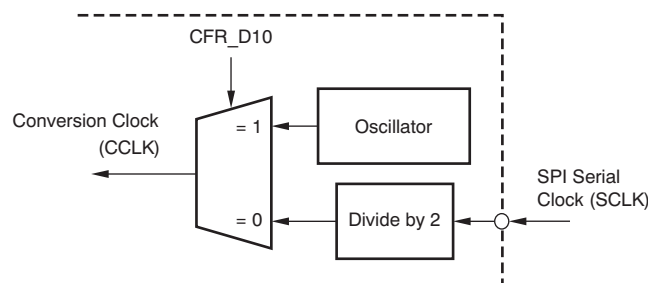 CFR_D10
Conversion Clock
(CCLK)
= 1
Oscillator
= 0
Divide by 2
SPI Serial
Clock (SCLK)